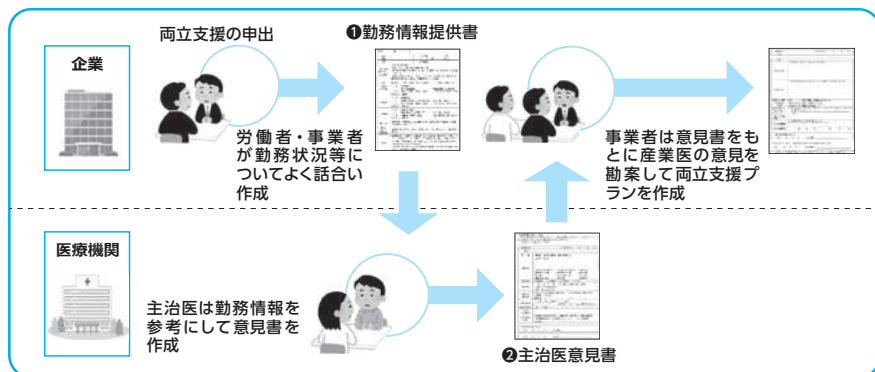 両立支援の申出
❶勤務情報提供書
企業
労働者・事業者
が勤務状況等に
ついてよく話合い
作成
事業者は意見書をも
とに産業医の意見を
勘案して両立支援プ
ランを作成
医療機関
主治医は勤務情報を
参考にして意見書を
作成
❷主治医意見書